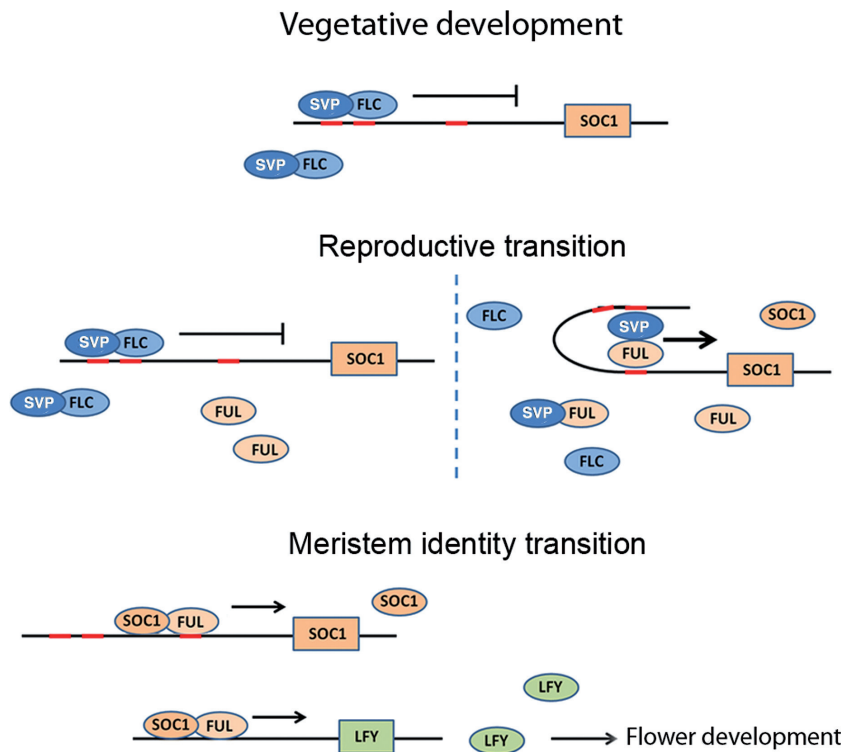 Vegetative development
SVP FLC
SOC1
SVP FLC
Reproductive transition
SVP FLC
SOC1
SVP FLC
FUL
FUL
FLC
SVP
FUL
SOC1
SOC1
SVP FUL
FUL
FLC
Meristem identity transition
SOC1 FUL
SOC1
SOC1
SOC1 FUL
LFY
LFY
LFY
Flower development